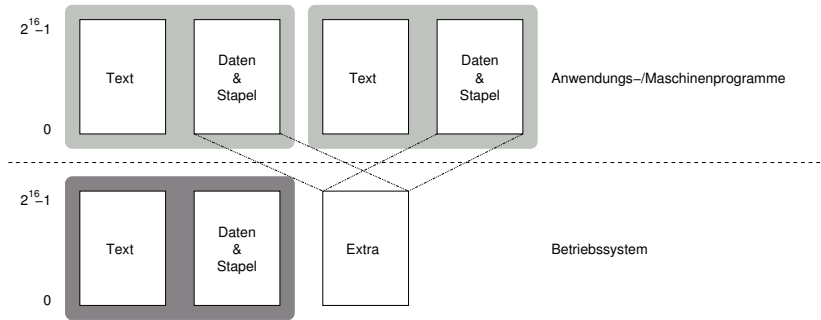 2^16–1
Text
Daten
&
Stapel
Text
Daten
&
Stapel
Anwendungs–/Maschinenprogramme
0
2^16–1
Text
Daten
&
Stapel
Extra
Betriebssystem
0